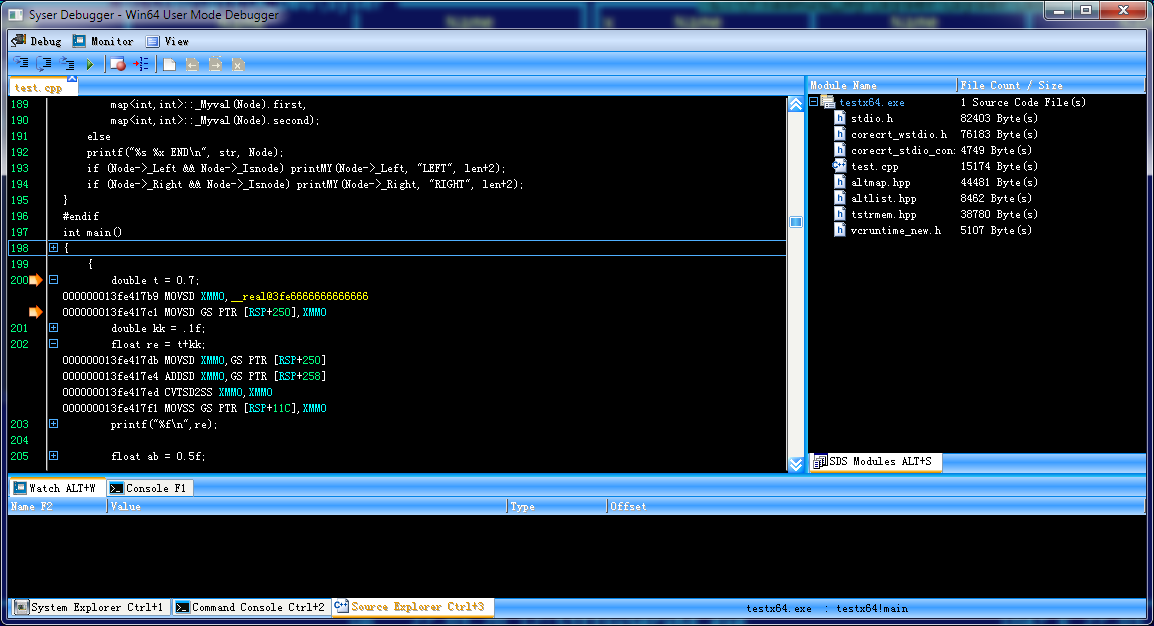 Syser Debugger - Win64 User Mode Debugger
Debug Monitor View
test.cpp
189 map<int,int>::_Myval(Node).first,
190 map<int,int>::_Myval(Node).second);
191 else
192 printf("%s %x END\n", str, Node);
193 if (Node->_Left && Node->_Isnode) printMY(Node->_Left, "LEFT", len+2);
194 if (Node->_Right && Node->_Isnode) printMY(Node->_Right, "RIGHT", len+2);
195 }
196 #endif
197 int main()
198 {
199 {
200 double t = 0.7;
000000013fe417b9 MOVSD XMM0,__real@3fe6666666666666
000000013fe417c1 MOVSD GS PTR [RSP+250],XMM0
201 double kk = .1f;
202 float re = t+kk;
000000013fe417db MOVSD XMM0,GS PTR [RSP+250]
000000013fe417e4 ADDSD XMM0,GS PTR [RSP+258]
000000013fe417ed CVTSD2SS XMM0,XMM0
000000013fe417f1 MOVSS GS PTR [RSP+11C],XMM0
203 printf("%f\n",re);
204
205 float ab = 0.5f;
Module Name File Count / Size
testx64.exe 1 Source Code File(s)
stdio.h 82403 Byte(s)
corecrt_wstdio.h 76183 Byte(s)
corecrt_stdio_con: 4749 Byte(s)
test.cpp 15174 Byte(s)
altmap.hpp 44481 Byte(s)
altlist.hpp 8462 Byte(s)
tstrmem.hpp 38780 Byte(s)
vcruntime_new.h 5107 Byte(s)
SDS Modules ALT+S
Watch ALT+W Console F1
Name F2 Value Type Offset
System Explorer Ctrl+1 Command Console Ctrl+2 Source Explorer Ctrl+3 testx64.exe : testx64!main